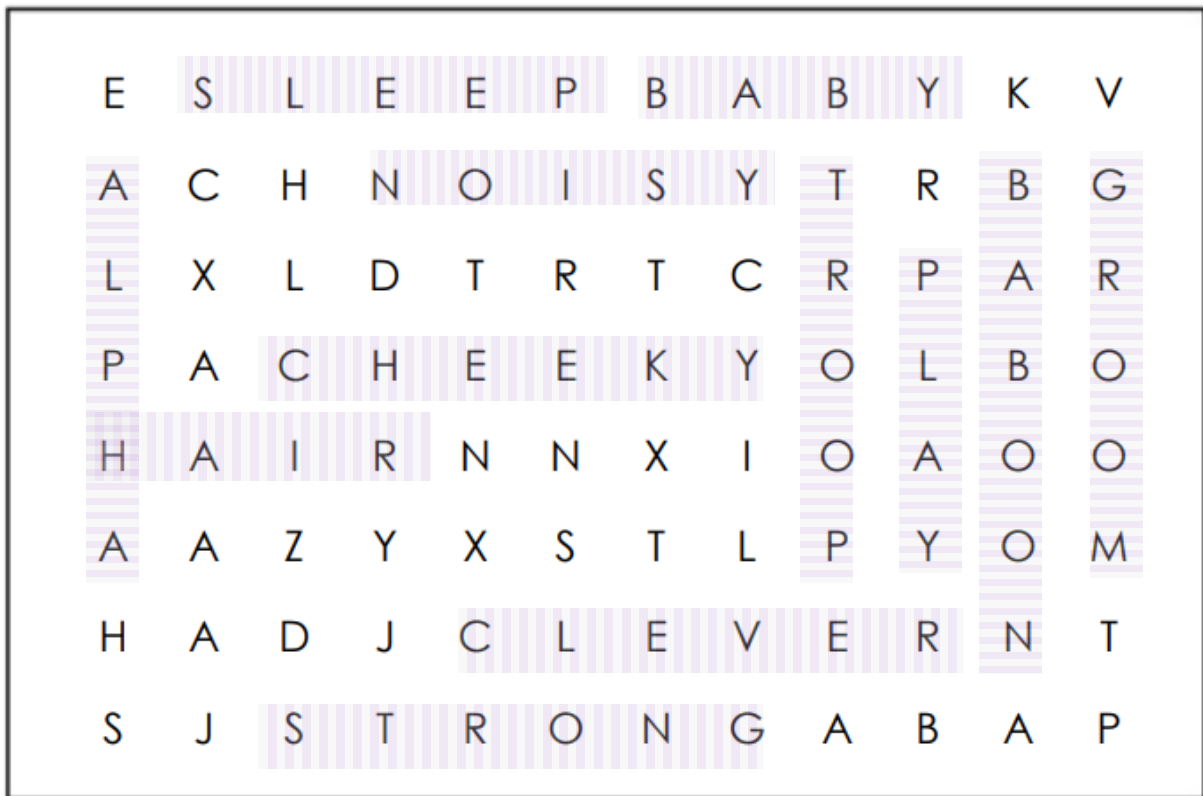 E S L E E P B A B Y K V
A C H N O I S Y T R B G
L X L D T R T C R P A R
P A C H E E K Y O L B O
H A I R N N X I O A O O
A A Z Y X S T L P Y O M
H A D J C L E V E R N T
S J S T R O N G A B A P